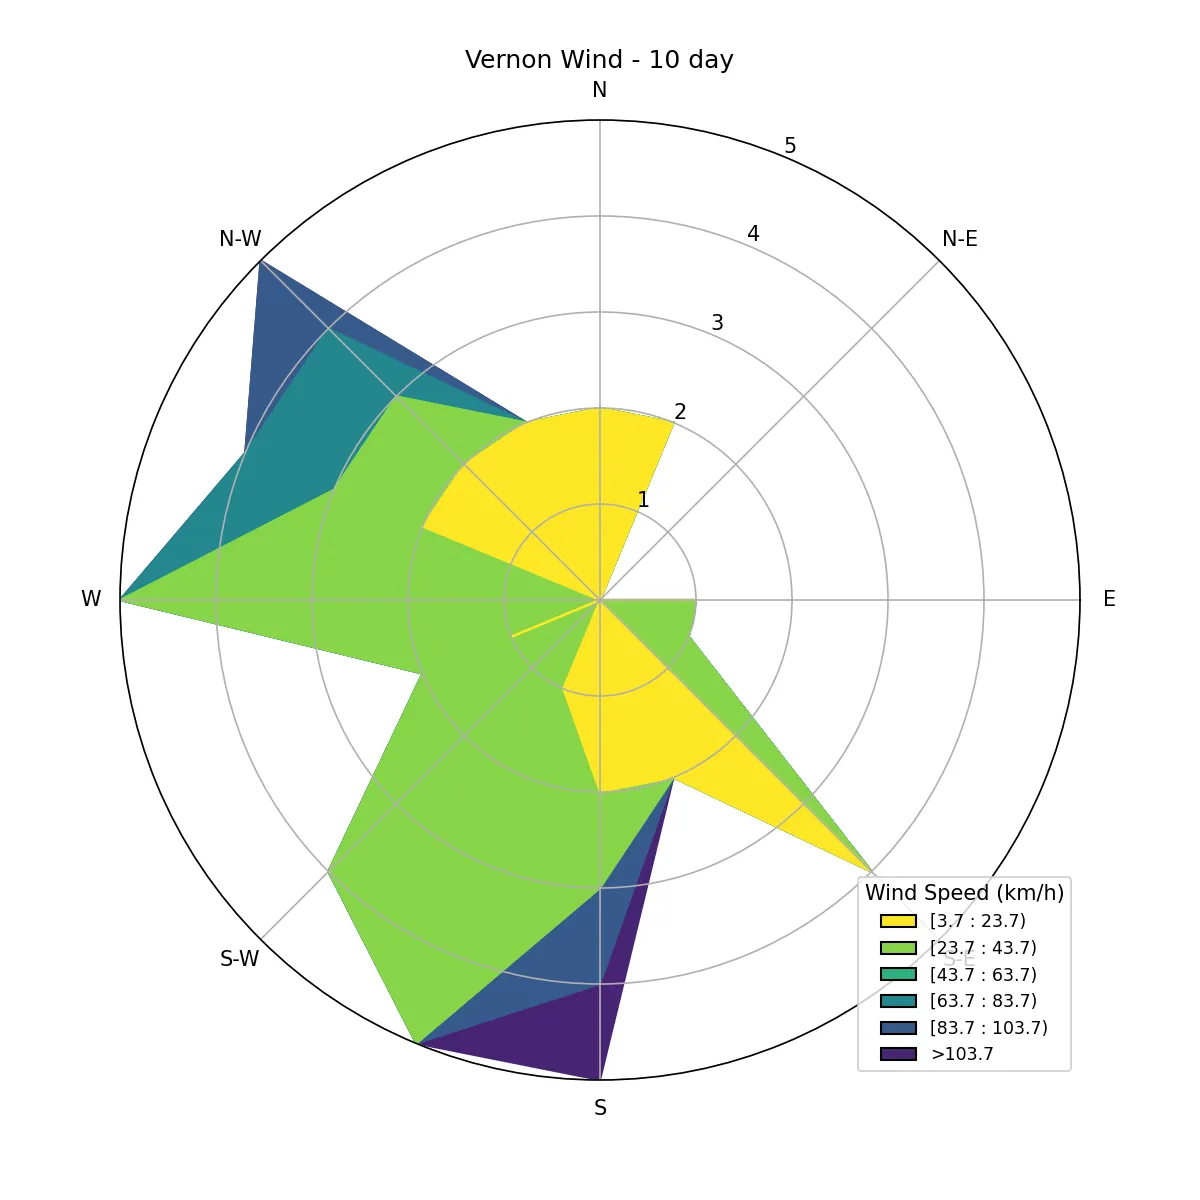 Vernon Wind - 10 day
N
5
N-W
N-E
4
3
2
1
W
E
Wind Speed (km/h)
[3.7 : 23.7)
[23.7 : 43.7)
S-W
S-E
[43.7 : 63.7)
[63.7 : 83.7)
[83.7 : 103.7)
>103.7
S